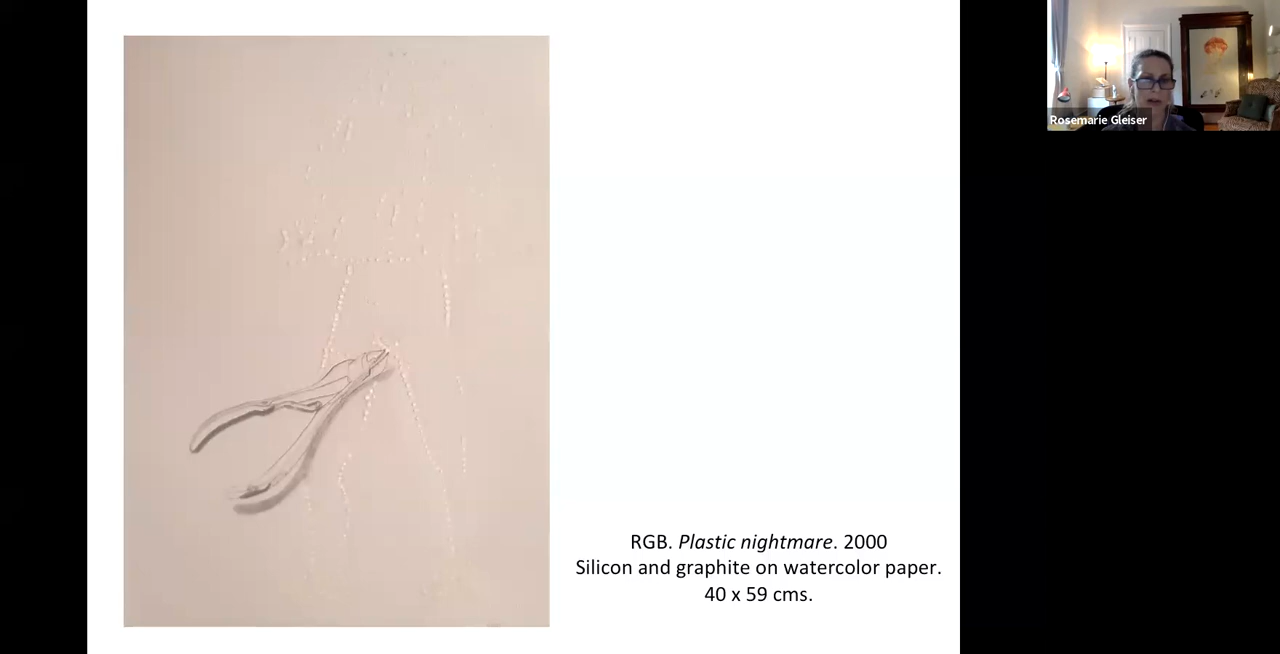 Rosemarie Gleiser
RGB. Plastic nightmare. 2000
Silicon and graphite on watercolor paper.
40 x 59 cms.